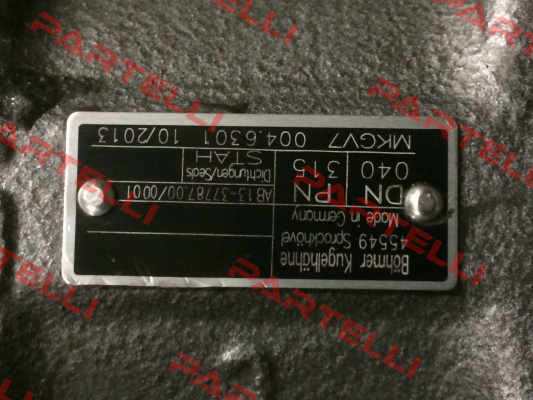 Böhmer Kugelhähne
45549 Sprockhövel
Made in Germany
AB13-37787.00/0001
DN PN Dichtungen/Seals
040 315 STAH
MKGV7 004.6301 10/2013
PARTELLI
PARTELLI
PARTELLI
PARTELLI
PARTELLI
PARTELLI